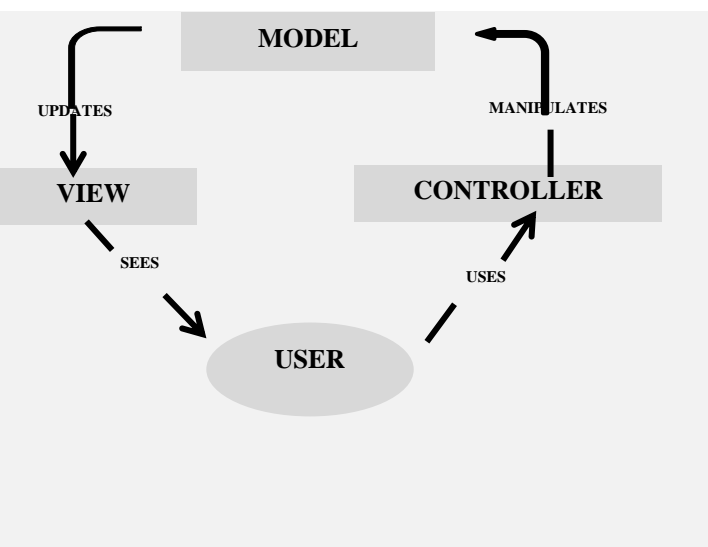 MODEL
UPDATES
MANIPULATES
VIEW
CONTROLLER
SEES
USES
USER